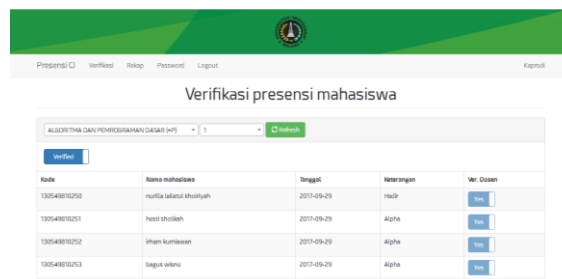 Presensi Verifikasi Rekap Password Logout Kaprodi
Verifikasi presensi mahasiswa
ALGORITMA DAN PEMROGRAMAN DASAR (+P) 1 Refresh
Verified
Kode Nama mahasiswa Tanggal Keterangan Ver. Dosen
130549810250 nurilla lailatul khoiriyah 2017-09-29 Hadir Yes
130549810251 hesti sholikah 2017-09-29 Alpha Yes
130549810252 irham kurniawan 2017-09-29 Alpha Yes
130549810253 bagus wisnu 2017-09-29 Alpha Yes